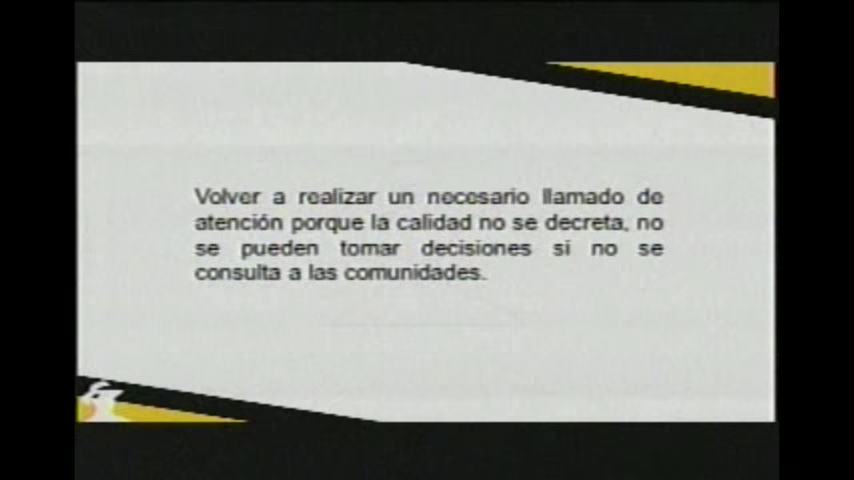 Volver a realizar un necesario llamado de
atención porque la calidad no se decreta, no
se pueden tomar decisiones si no se
consulta a las comunidades.